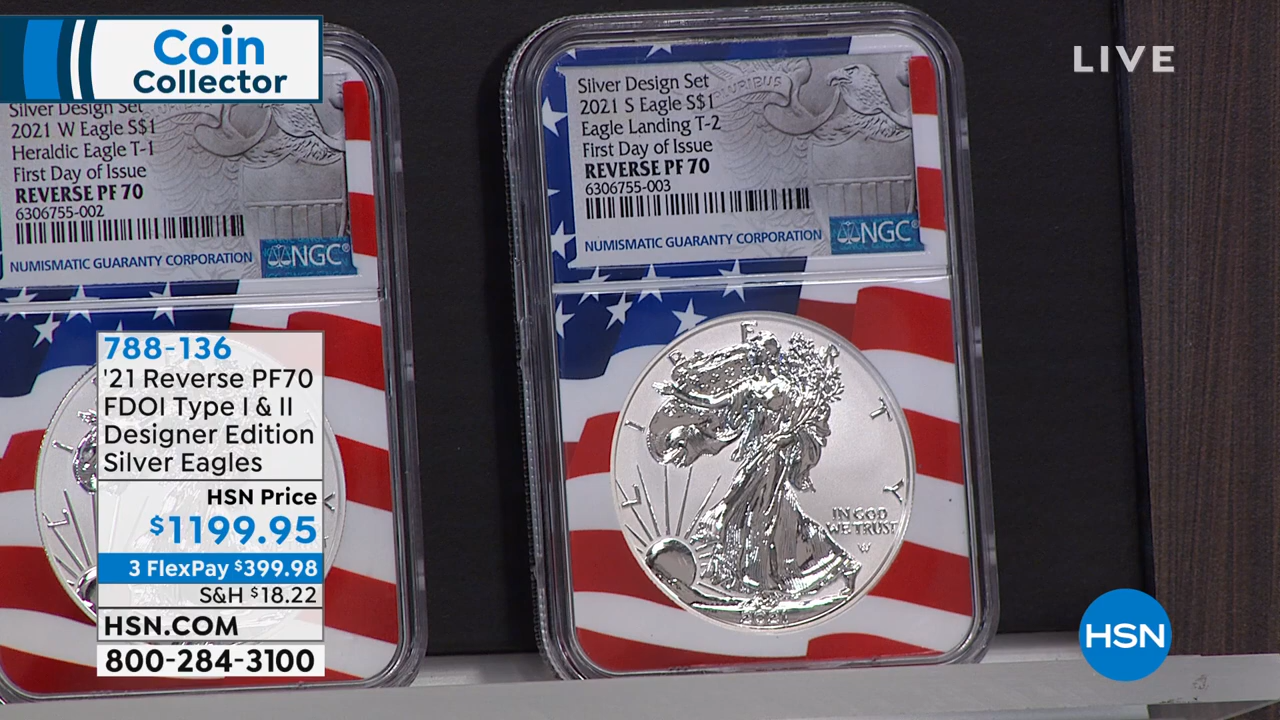 Coin
Collector
LIVE
Silver Design Set
2021 W Eagle S$1
Heraldic Eagle T-1
First Day of Issue
REVERSE PF 70
6306755-002
NUMISMATIC GUARANTY CORPORATION
NGC
Silver Design Set
2021 S Eagle S$1
Eagle Landing T-2
First Day of Issue
REVERSE PF 70
6306755-003
NUMISMATIC GUARANTY CORPORATION
NGC
PLURIBUS
LIBERTY
IN GOD
WE TRUST
2021
L
Y
788-136
'21 Reverse PF70
FDOI Type I & II
Designer Edition
Silver Eagles
HSN Price
$1199.95
3 FlexPay $399.98
S&H $18.22
HSN.COM
800-284-3100
HSN